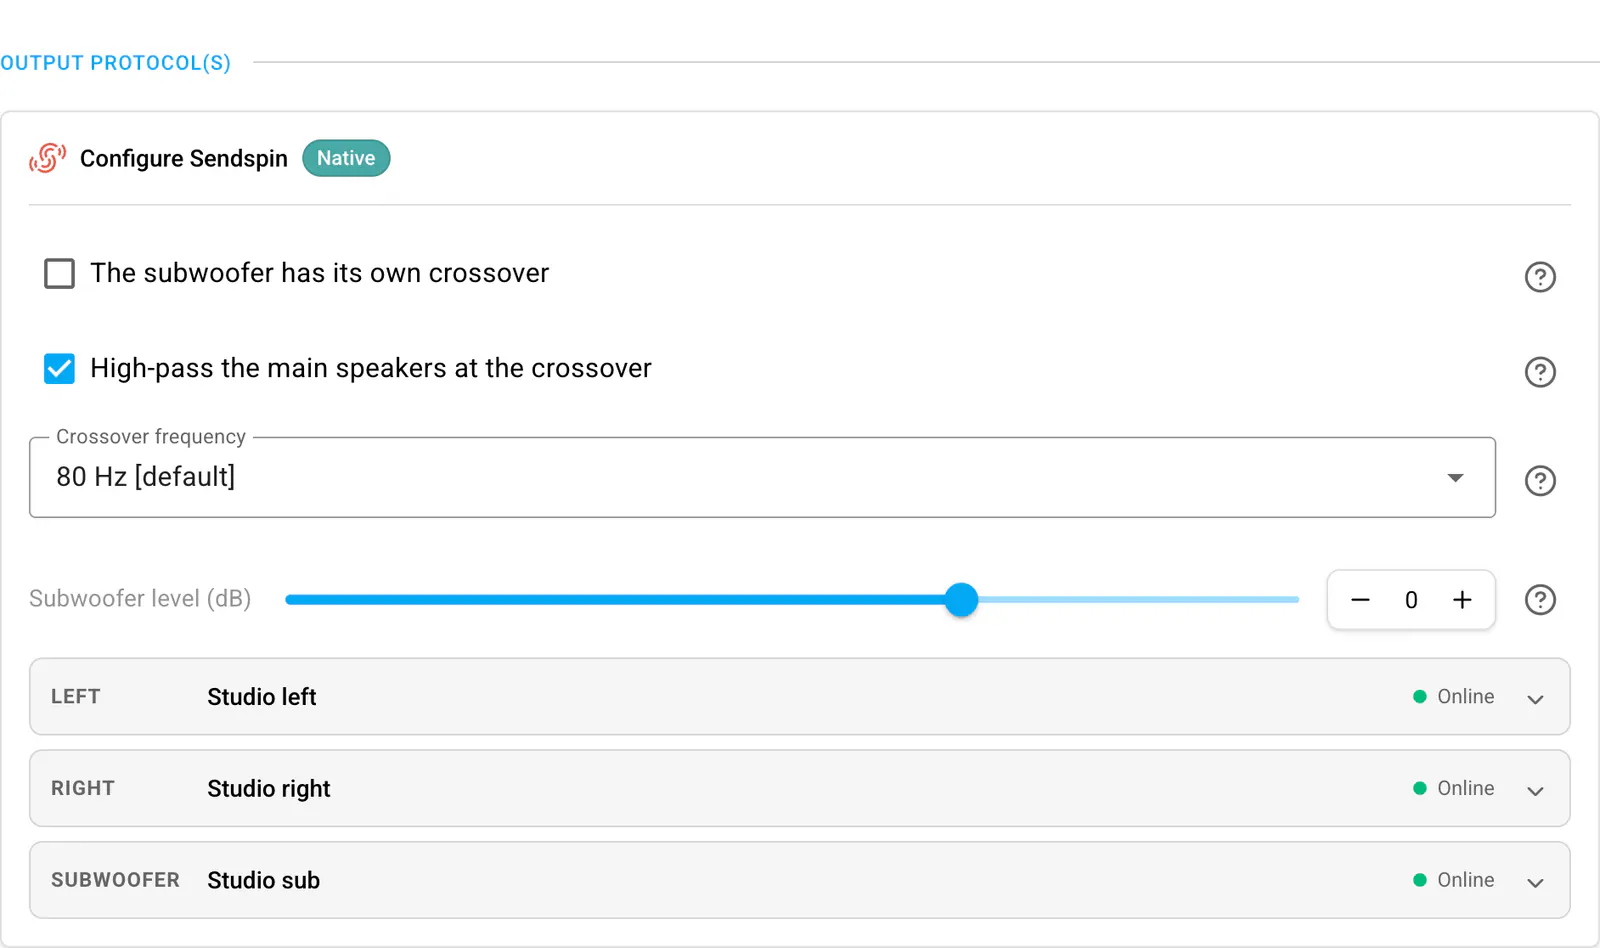 OUTPUT PROTOCOL(S)
Configure Sendspin Native
The subwoofer has its own crossover
High-pass the main speakers at the crossover
Crossover frequency
80 Hz [default]
Subwoofer level (dB) − 0 +
LEFT Studio left Online
RIGHT Studio right Online
SUBWOOFER Studio sub Online